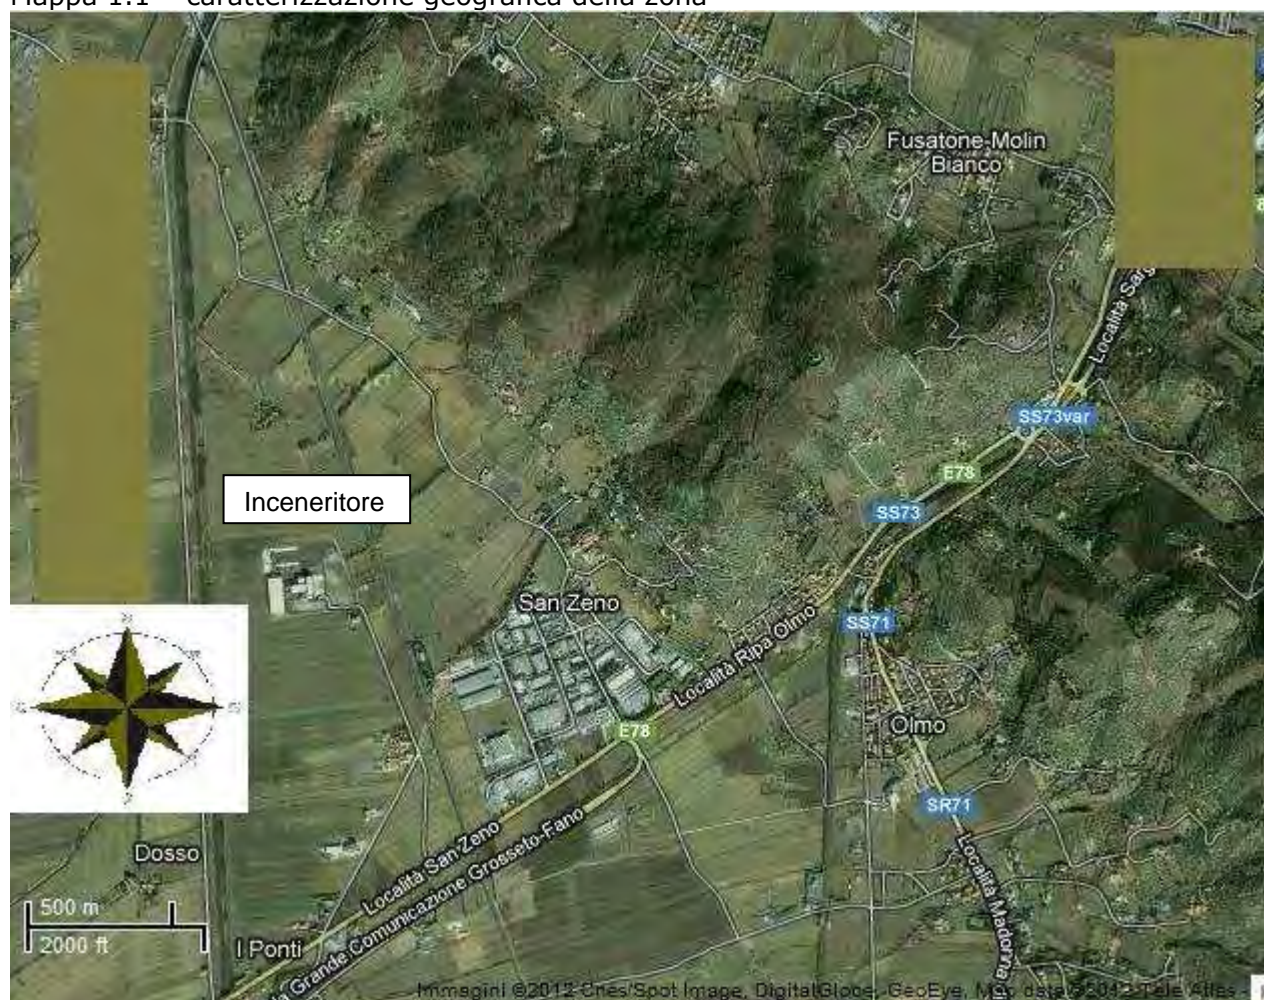 Mappa 1.1 – caratterizzazione geografica della zona
Fusatone-Molin
Bianco
Località Sarg
SS73var
E78
SS73
Inceneritore
San Zeno
SS71
Località Ripa Olmo
E78
Olmo
SR71
Dosso
Località San Zeno
Grande Comunicazione Grosseto-Fano
Località Madonna
500 m
2000 ft
I Ponti
Immagini ©2012 Cnes/Spot Image, DigitalGlobe, GeoEye, Map data ©2012 Tele Atlas -